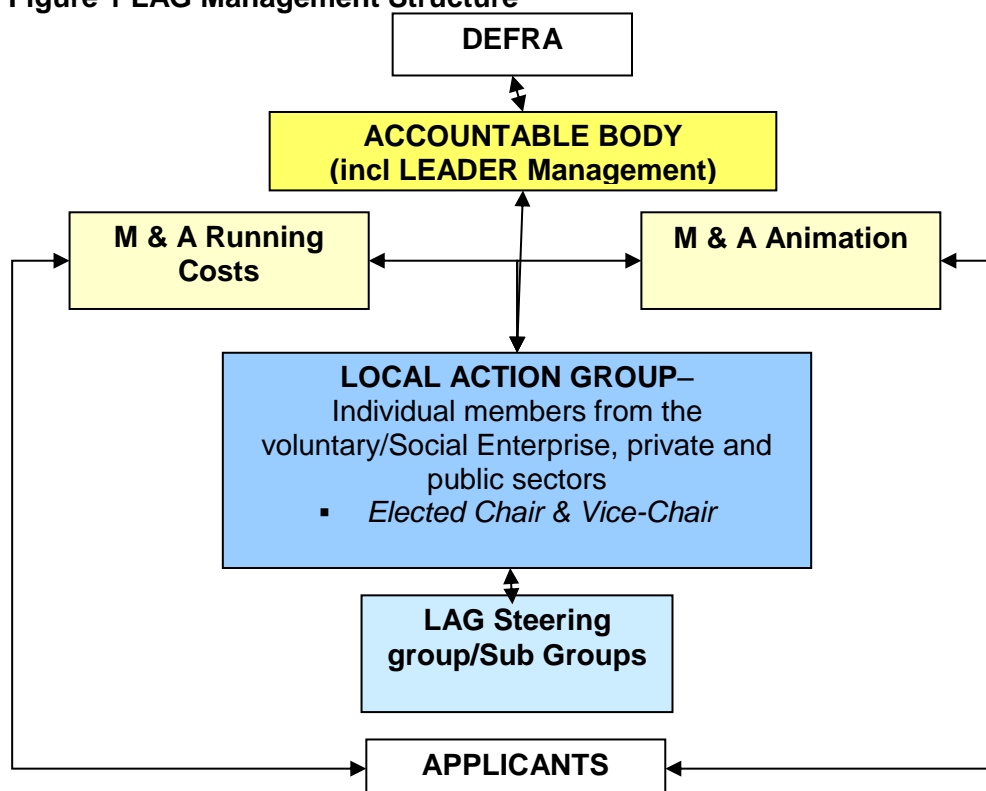 Figure 1 LAG Management Structure
DEFRA
ACCOUNTABLE BODY
(incl LEADER Management)
M & A Running
Costs
M & A Animation
LOCAL ACTION GROUP–
Individual members from the
voluntary/Social Enterprise, private and
public sectors
▪ Elected Chair & Vice-Chair
LAG Steering
group/Sub Groups
APPLICANTS